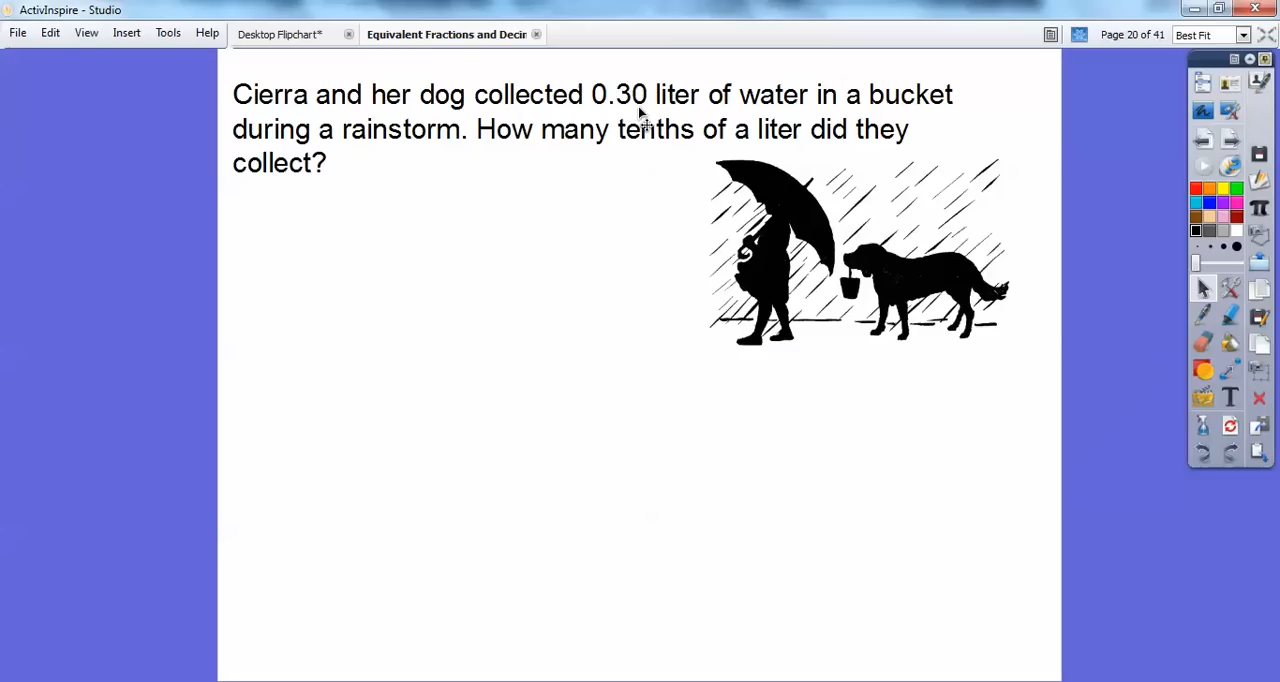 ActivInspire - Studio
File Edit View Insert Tools Help
Desktop Flipchart*
Equivalent Fractions and Decir
Page 20 of 41
Best Fit
Cierra and her dog collected 0.30 liter of water in a bucket
during a rainstorm. How many tenths of a liter did they
collect?